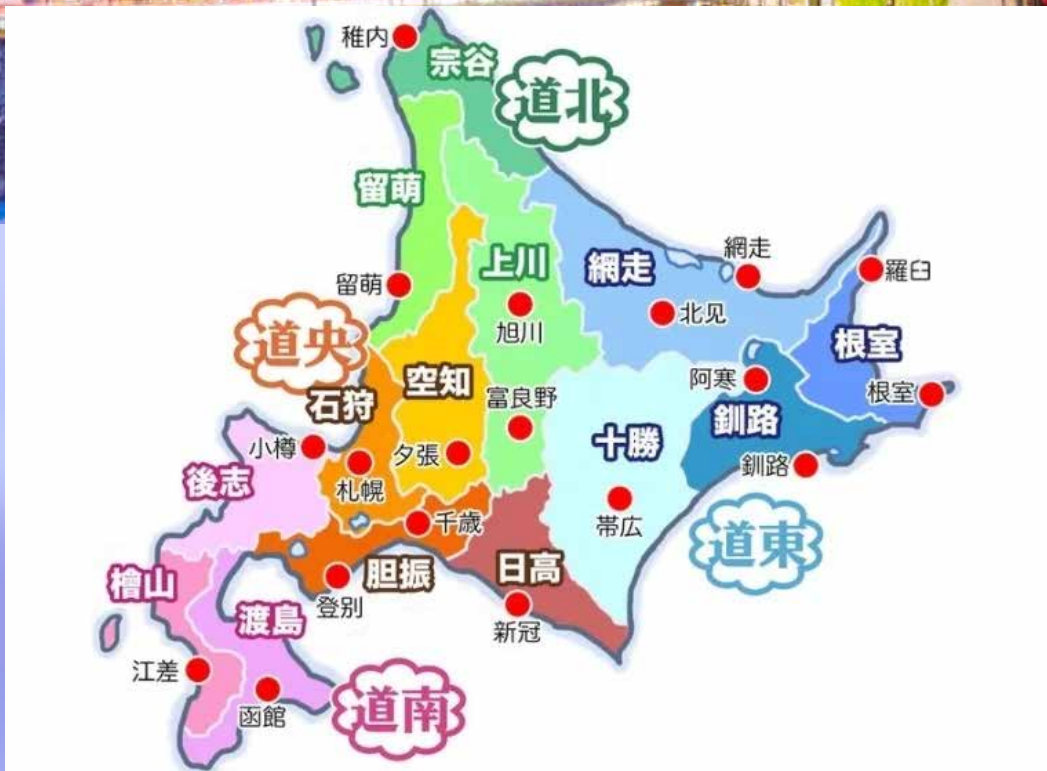 稚内
宗谷
道北
留萌
上川
網走
網走
羅臼
留萌
旭川
北见
道央
空知
阿寒
根室
石狩
富良野
根室
小樽
夕張
十勝
釧路
後志
札幌
釧路
千歳
帯広
道東
檜山
胆振
日高
渡島
登別
新冠
江差
函館
道南